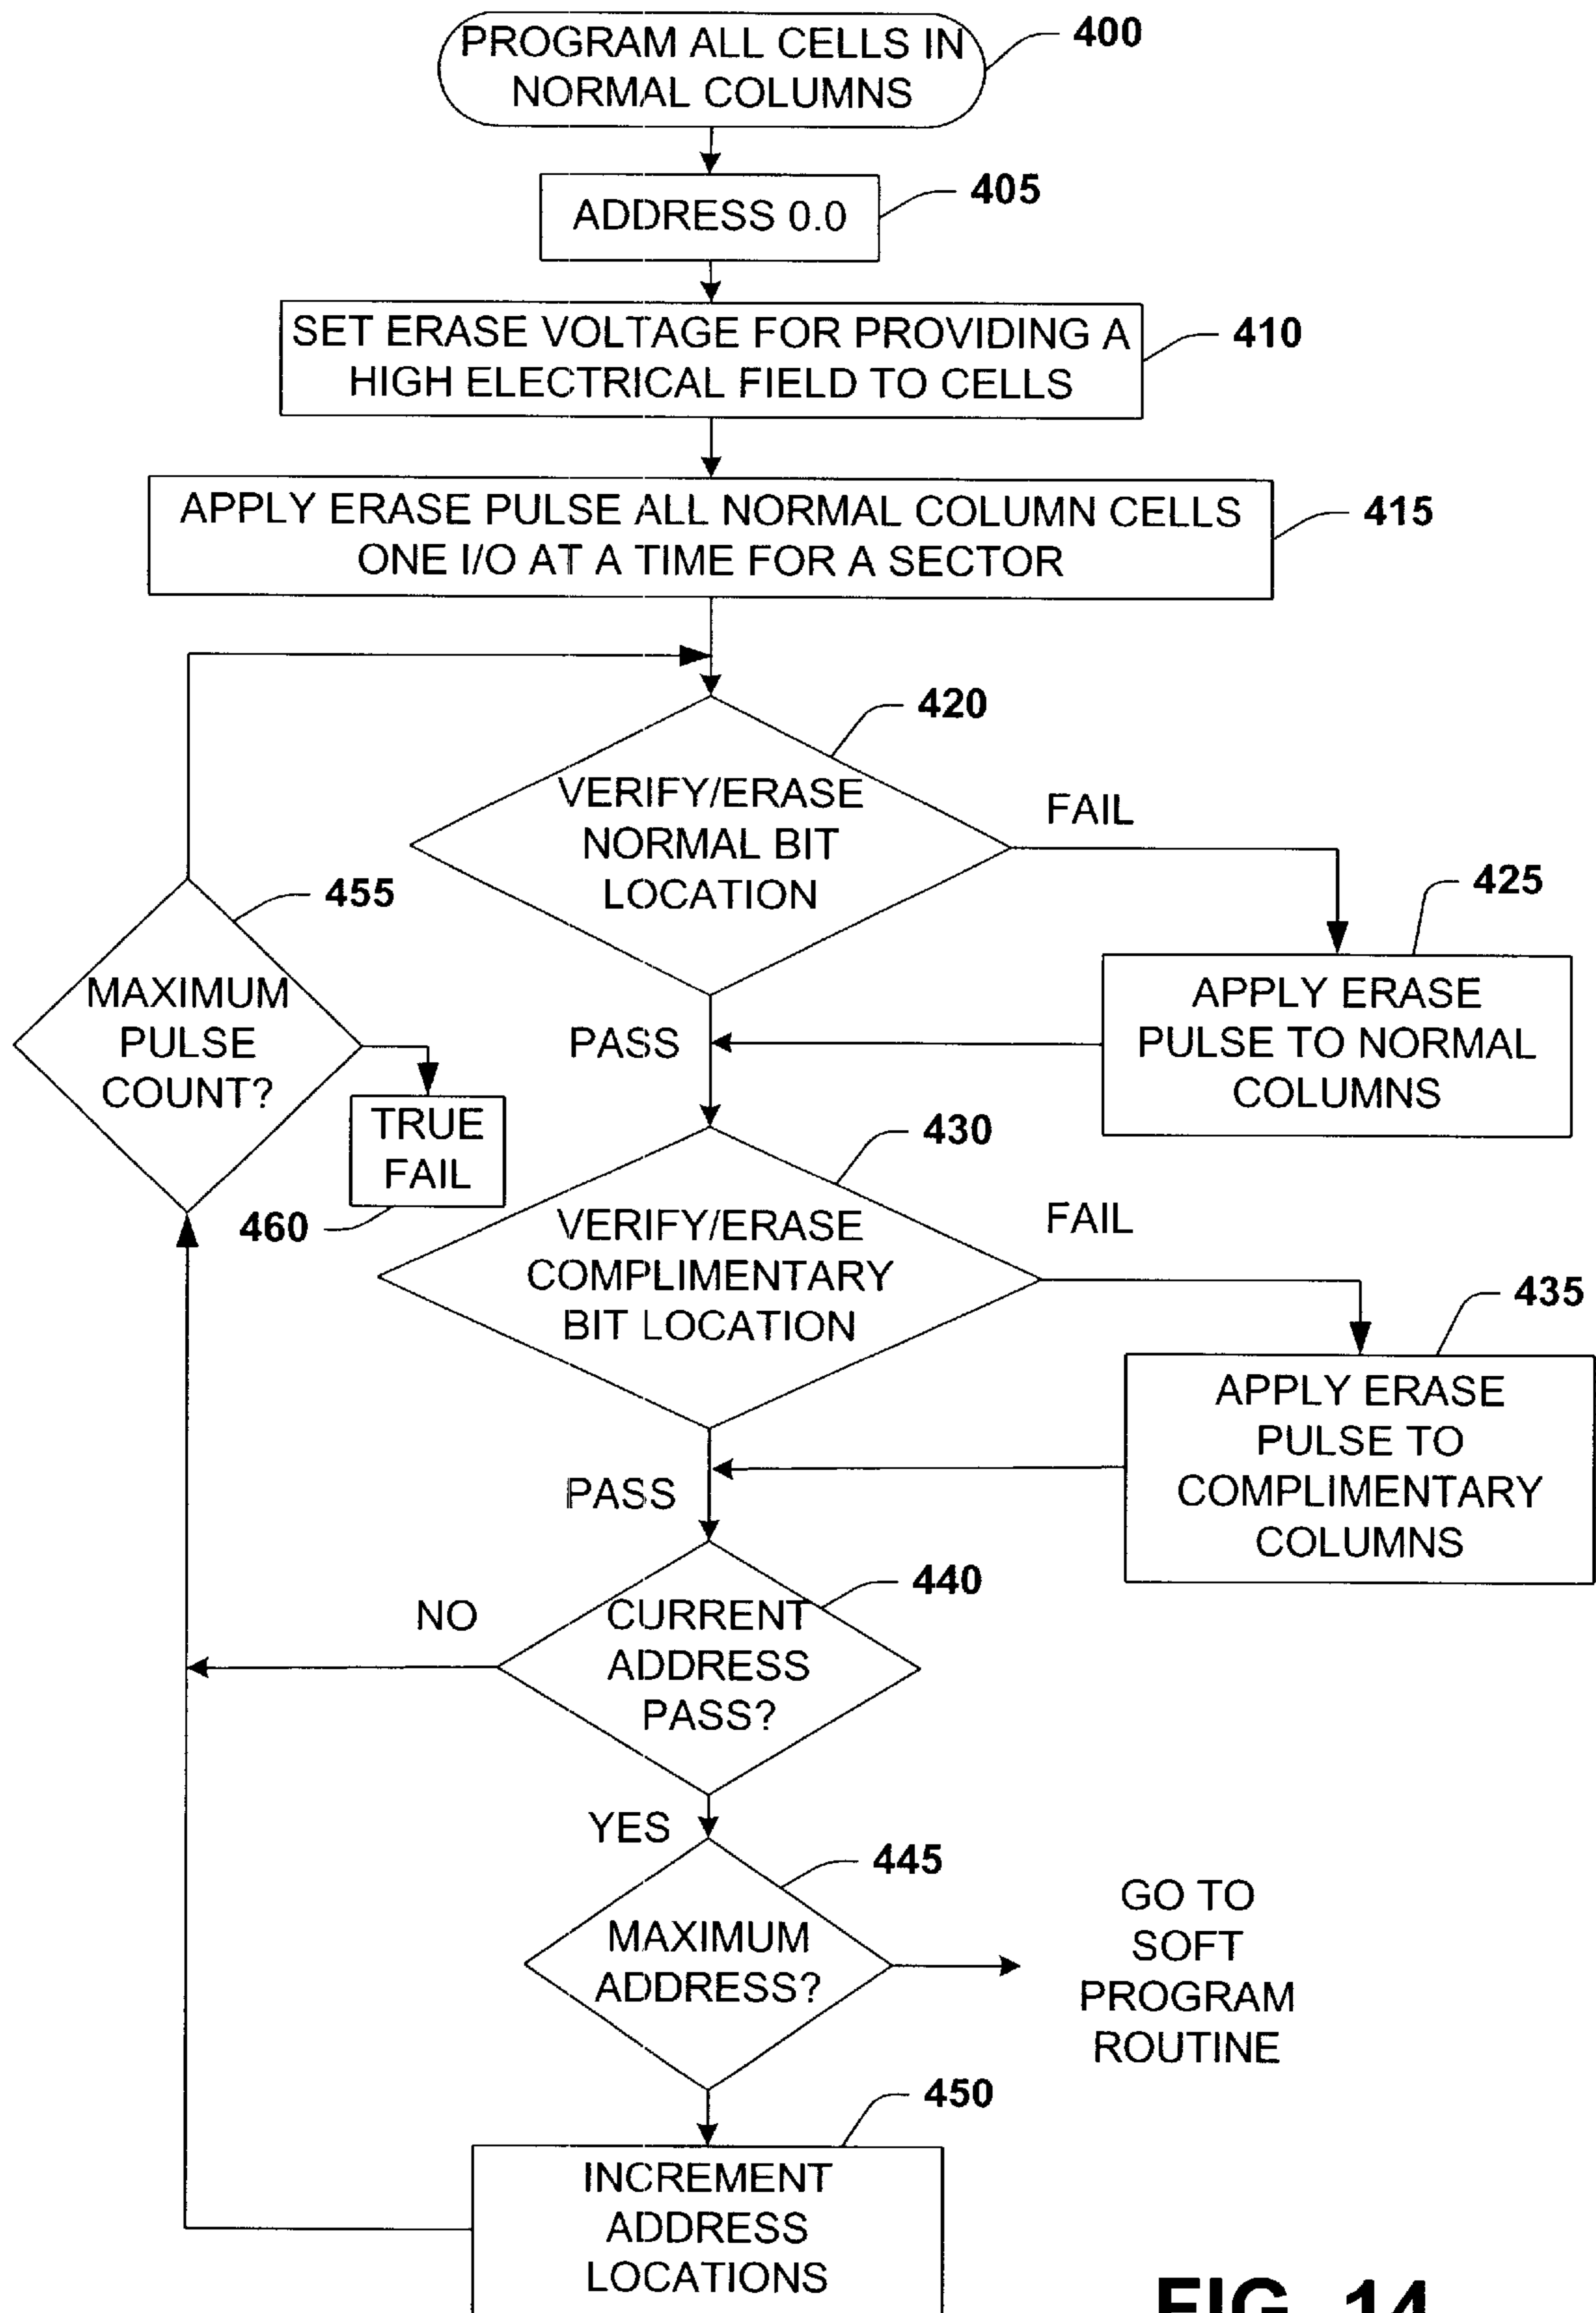 PROGRAM ALL CELLS IN
NORMAL COLUMNS
400
ADDRESS 0.0
405
SET ERASE VOLTAGE FOR PROVIDING A
HIGH ELECTRICAL FIELD TO CELLS
410
APPLY ERASE PULSE ALL NORMAL COLUMN CELLS
ONE I/O AT A TIME FOR A SECTOR
415
420
VERIFY/ERASE
NORMAL BIT
LOCATION
FAIL
425
APPLY ERASE
PULSE TO NORMAL
COLUMNS
455
MAXIMUM
PULSE
COUNT?
TRUE
FAIL
460
PASS
430
VERIFY/ERASE
COMPLIMENTARY
BIT LOCATION
FAIL
435
APPLY ERASE
PULSE TO
COMPLIMENTARY
COLUMNS
PASS
440
CURRENT
ADDRESS
PASS?
NO
YES
445
MAXIMUM
ADDRESS?
GO TO
SOFT
PROGRAM
ROUTINE
450
INCREMENT
ADDRESS
LOCATIONS
FIG. 14